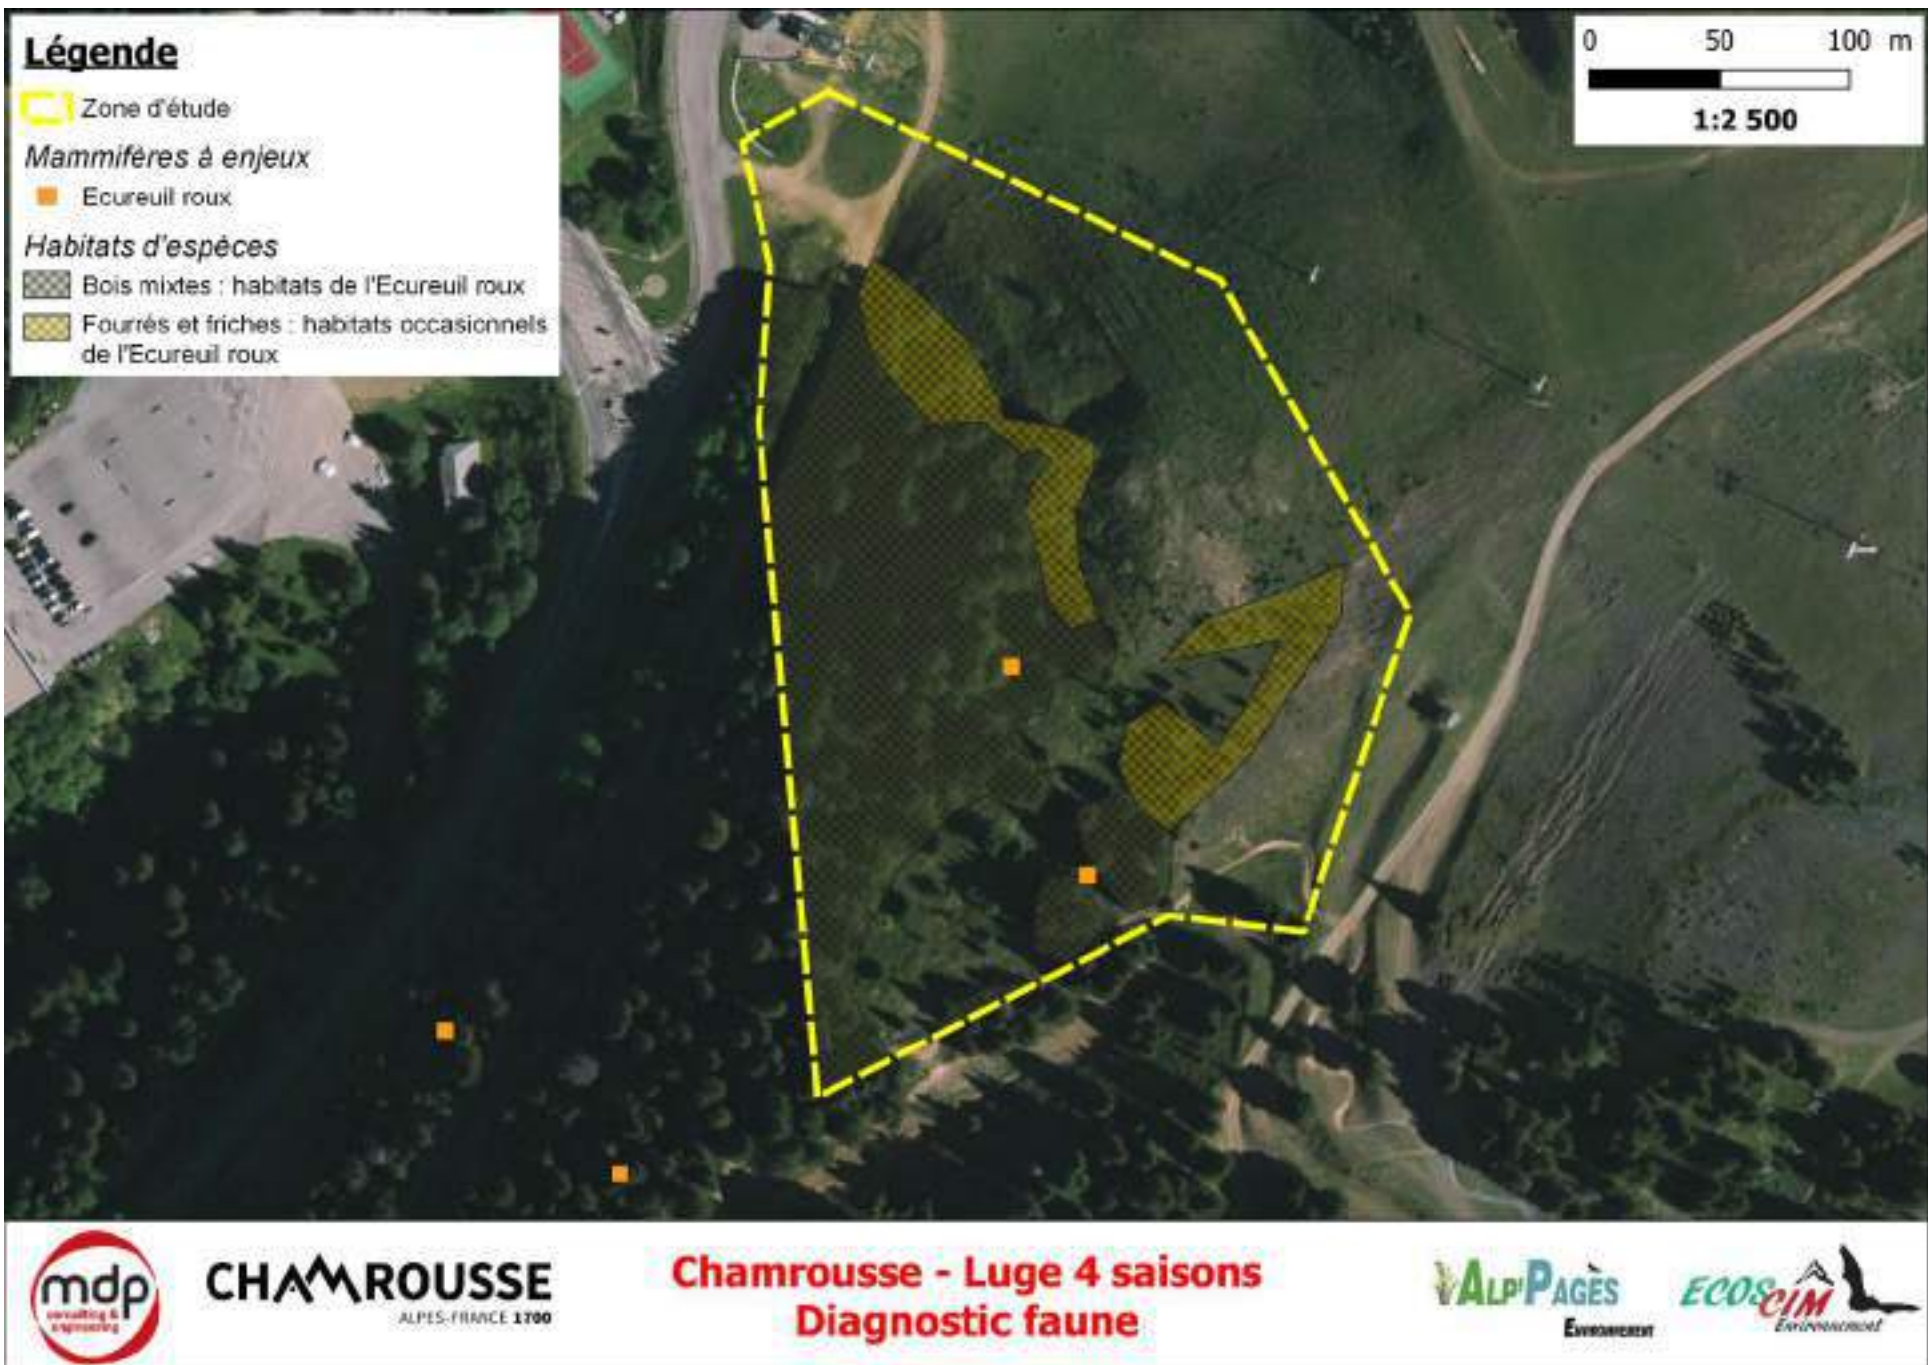 Légende
Zone d'étude
Mammifères à enjeux
Ecureuil roux
Habitats d'espèces
Bois mixtes : habitats de l'Ecureuil roux
Fourrés et friches : habitats occasionnels
de l'Ecureuil roux
0 50 100 m
1:2 500
mdp
consulting &
engineering
CHAMROUSSE
ALPES-FRANCE 1700
Chamrousse - Luge 4 saisons
Diagnostic faune
ALP'PAGÈS
ENVIRONNEMENT
ECOS CIM
Environnement